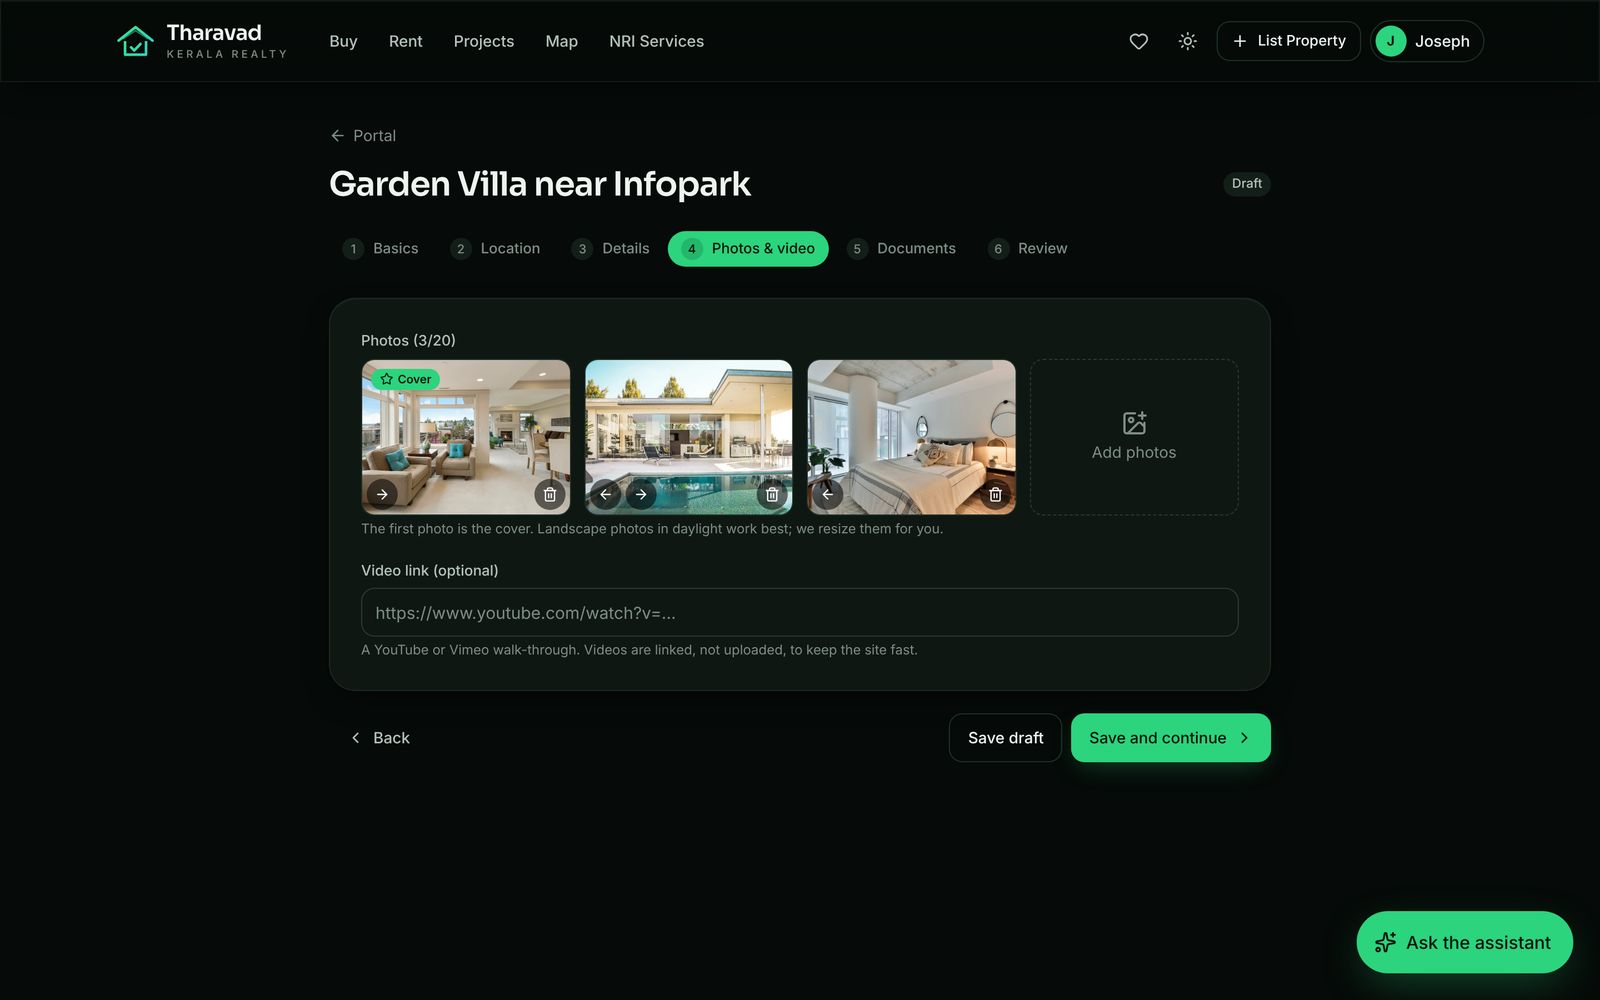 Tharavad
KERALA REALTY
Buy
Rent
Projects
Map
NRI Services
List Property
J
Joseph
Portal
Garden Villa near Infopark
Draft
1 Basics
2 Location
3 Details
4 Photos & video
5 Documents
6 Review
Photos (3/20)
Cover
Add photos
The first photo is the cover. Landscape photos in daylight work best; we resize them for you.
Video link (optional)
https://www.youtube.com/watch?v=...
A YouTube or Vimeo walk-through. Videos are linked, not uploaded, to keep the site fast.
Back
Save draft
Save and continue
Ask the assistant